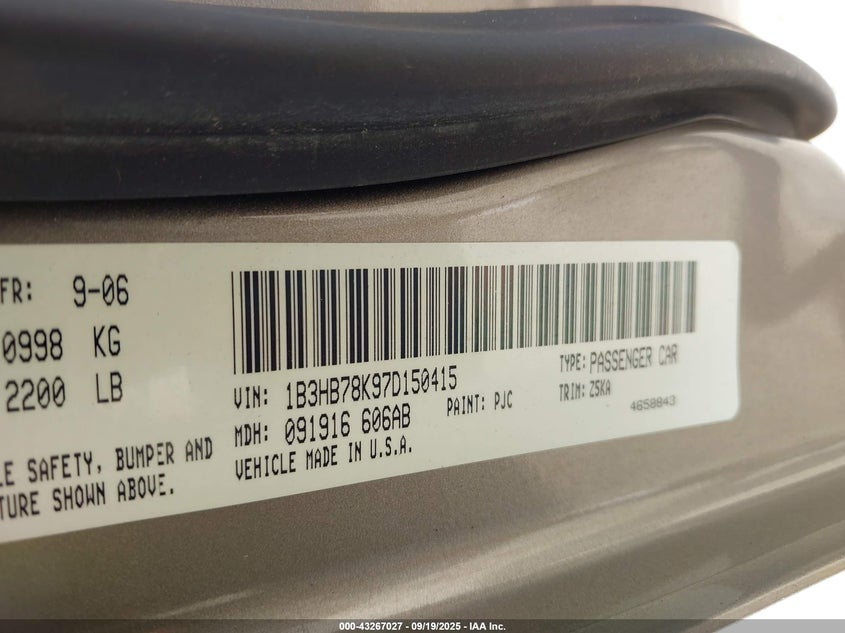 FR: 9-06
0998 KG
2200 LB
LE SAFETY, BUMPER AND
TURE SHOWN ABOVE.
VIN: 1B3HB78K97D150415
MDH: 091916 606AB
VEHICLE MADE IN U.S.A.
PAINT: PJC
TYPE: PASSENGER CAR
TRIM: Z5KA
4658843
000-43267027 - 09/19/2025 - IAA Inc.